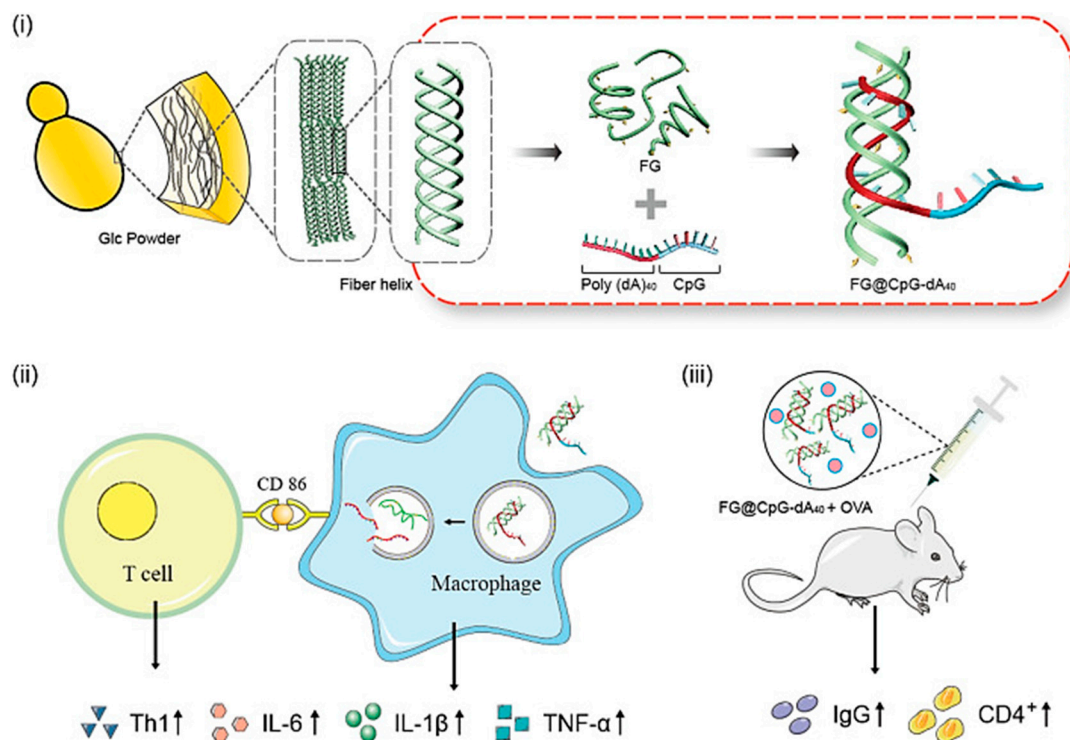 (i)
Glc Powder
Fiber helix
FG
Poly (dA)₄₀ CpG
FG@CpG-dA₄₀
(ii)
CD 86
T cell
Macrophage
Th1↑ IL-6↑ IL-1β↑ TNF-α↑
(iii)
FG@CpG-dA₄₀ + OVA
IgG↑ CD4⁺↑